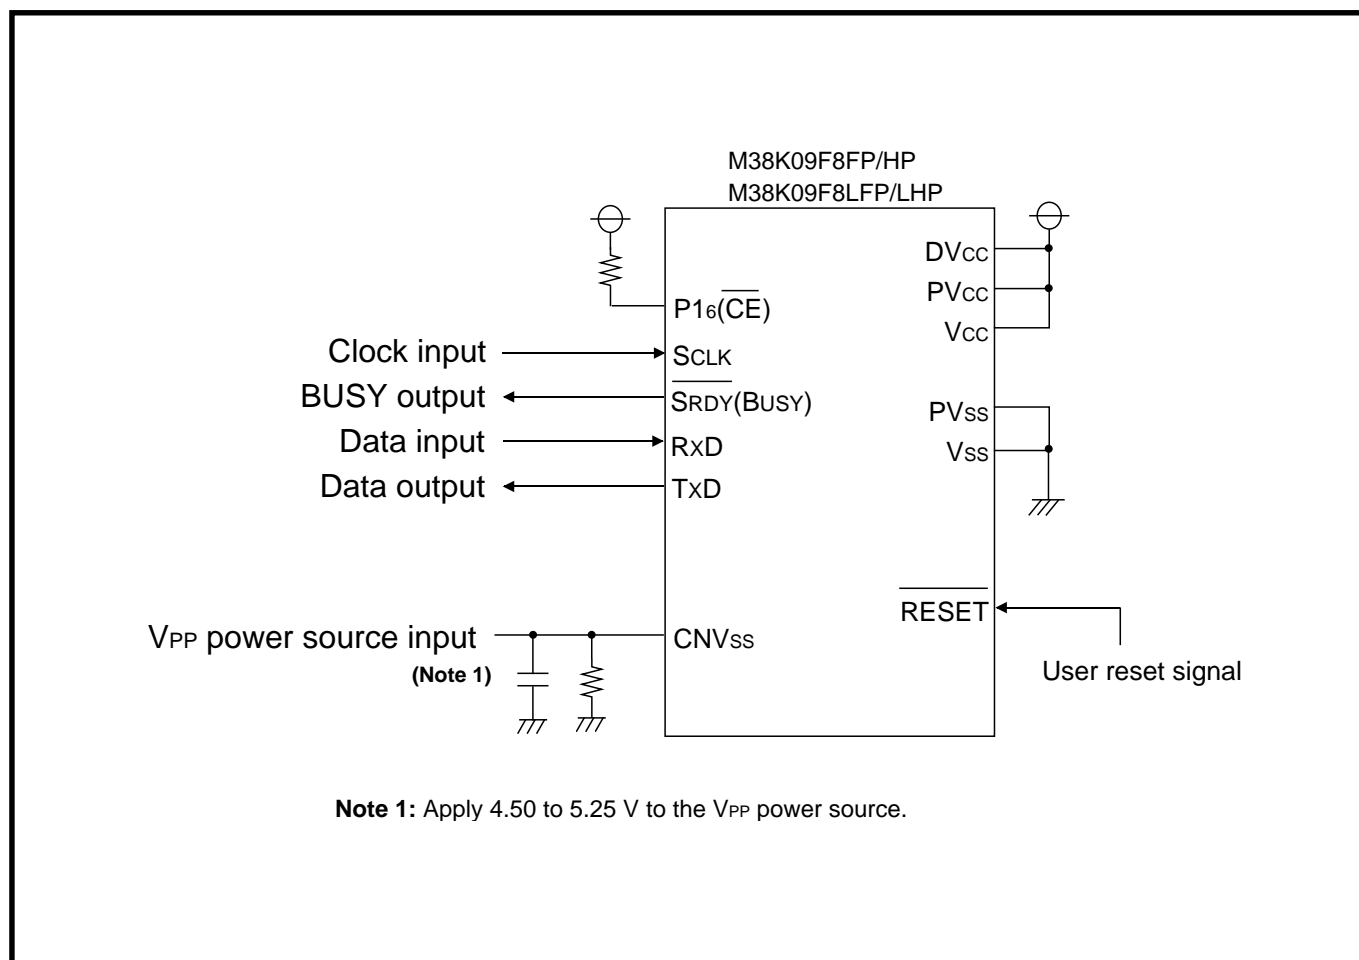 M38K09F8FP/HP
M38K09F8LFP/LHP
P16(CE)
Clock input
SCLK
BUSY output
SRDY(BUSY)
Data input
RXD
Data output
TXD
VPP power source input
(Note 1)
CNVSS
DVCC
PVCC
VCC
PVSS
VSS
RESET
User reset signal
Note 1: Apply 4.50 to 5.25 V to the VPP power source.